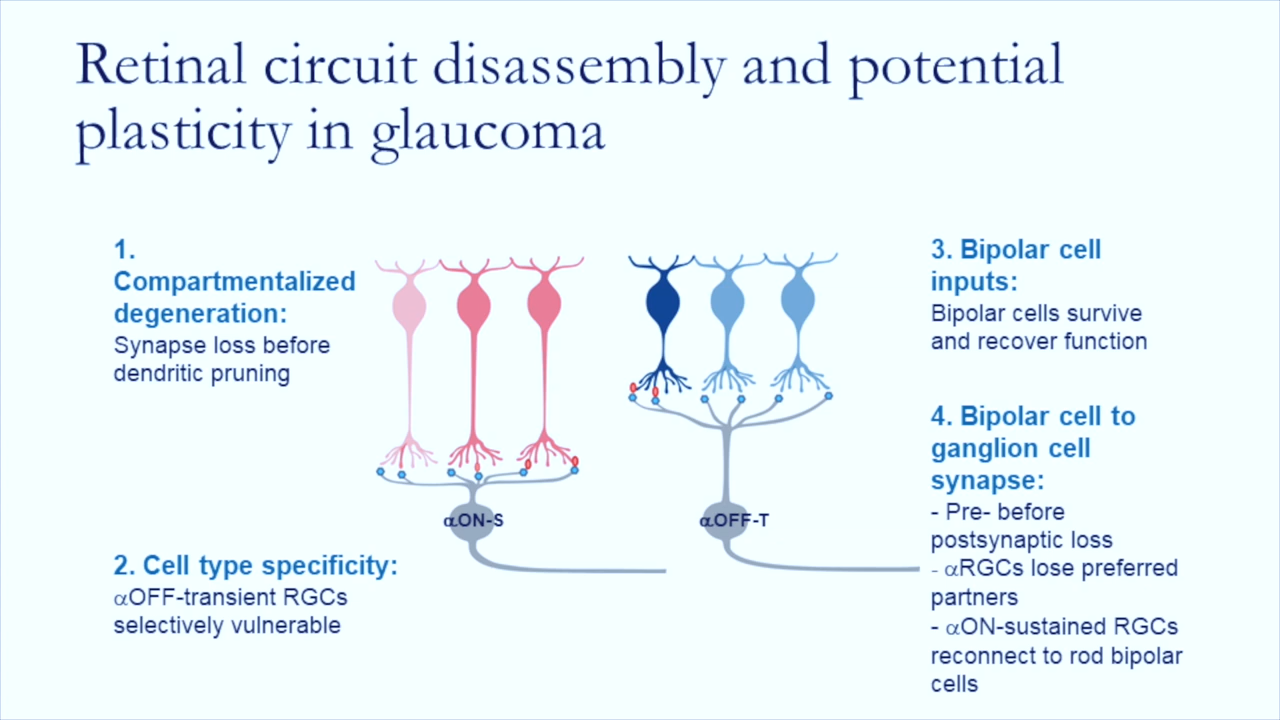 Retinal circuit disassembly and potential
plasticity in glaucoma
1.
Compartmentalized
degeneration:
Synapse loss before
dendritic pruning
2. Cell type specificity:
αOFF-transient RGCs
selectively vulnerable
αON-S
αOFF-T
3. Bipolar cell
inputs:
Bipolar cells survive
and recover function
4. Bipolar cell to
ganglion cell
synapse:
- Pre- before
postsynaptic loss
- αRGCs lose preferred
partners
- αON-sustained RGCs
reconnect to rod bipolar
cells